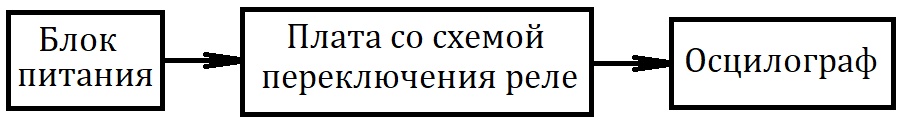 Блок
питания
Плата со схемой
переключения реле
Осцилограф